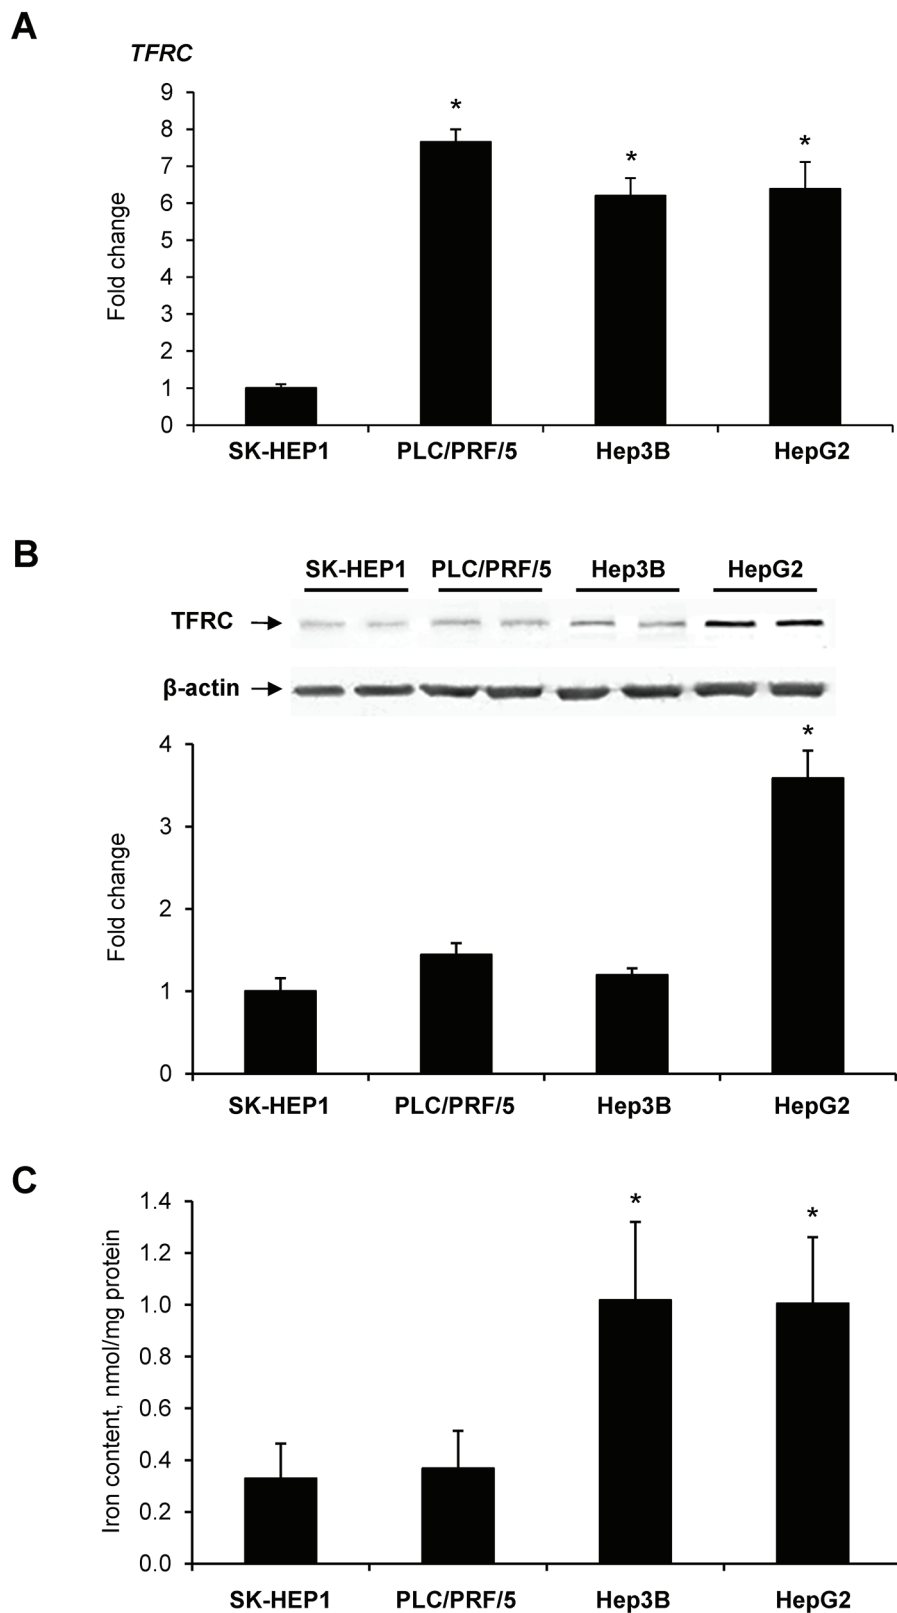 A
TFRC
9
8
7
6
5
4
3
2
1
0
Fold change
*
*
*
SK-HEP1 PLC/PRF/5 Hep3B HepG2
B
SK-HEP1 PLC/PRF/5 Hep3B HepG2
TFRC
β-actin
4
3
2
1
0
Fold change
*
SK-HEP1 PLC/PRF/5 Hep3B HepG2
C
1.4
1.2
1.0
0.8
0.6
0.4
0.2
0.0
Iron content, nmol/mg protein
*
*
SK-HEP1 PLC/PRF/5 Hep3B HepG2